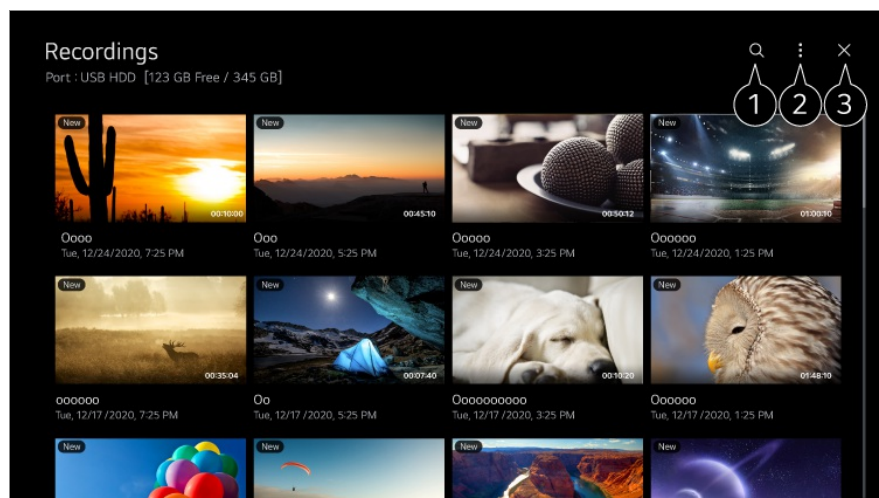 Recordings
Port : USB HDD [123 GB Free / 345 GB]
1 2 3
New New New New
00:10:00 00:45:10 00:50:12 01:00:10
Oooo Ooo Ooooo Oooooo
Tue, 12/24/2020, 7:25 PM Tue, 12/24/2020, 5:25 PM Tue, 12/24/2020, 3:25 PM Tue, 12/24/2020, 1:25 PM
New New New New
00:35:04 00:07:40 00:10:20 01:48:10
oooooo Oo Oooooooooo Oooooo
Tue, 12/17/2020, 7:25 PM Tue, 12/17/2020, 5:25 PM Tue, 12/17/2020, 3:25 PM Tue, 12/17/2020, 1:25 PM
New New New New